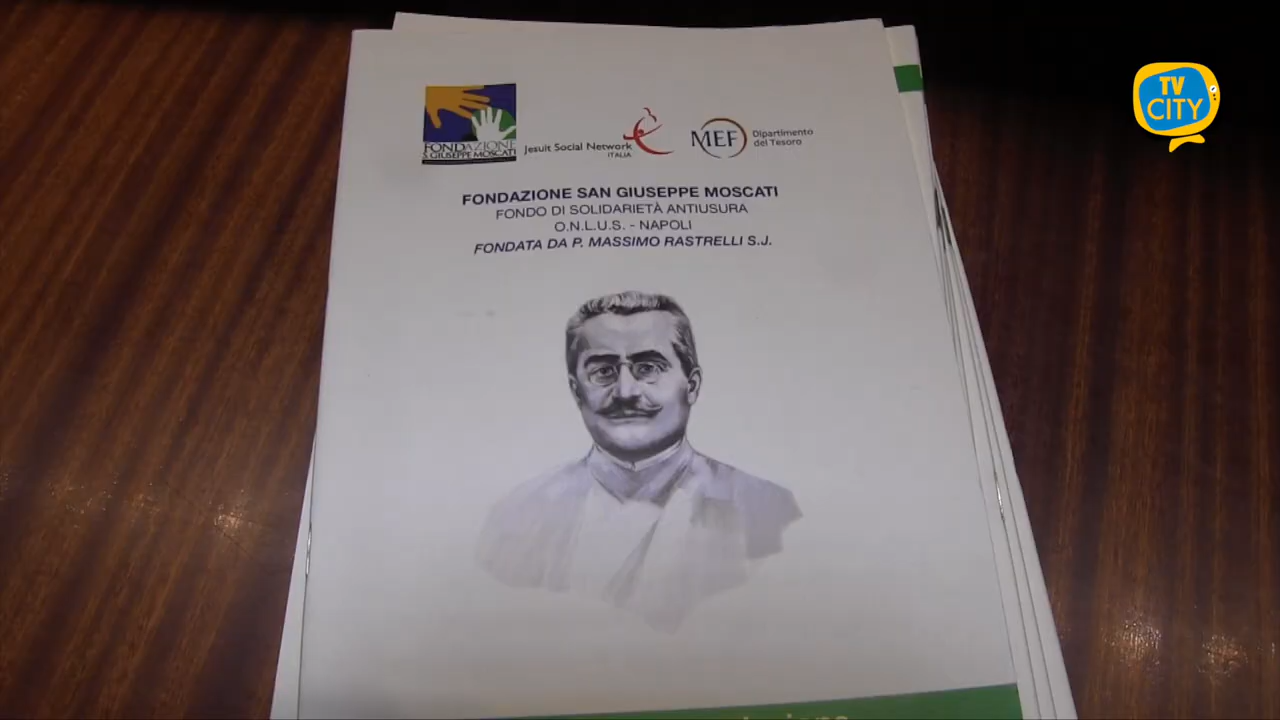 TV
CITY
FONDAZIONE
S. GIUSEPPE MOSCATI
Jesuit Social Network
ITALIA
MEF
Dipartimento
del Tesoro
FONDAZIONE SAN GIUSEPPE MOSCATI
FONDO DI SOLIDARIETÀ ANTIUSURA
O.N.L.U.S. - NAPOLI
FONDATA DA P. MASSIMO RASTRELLI S.J.